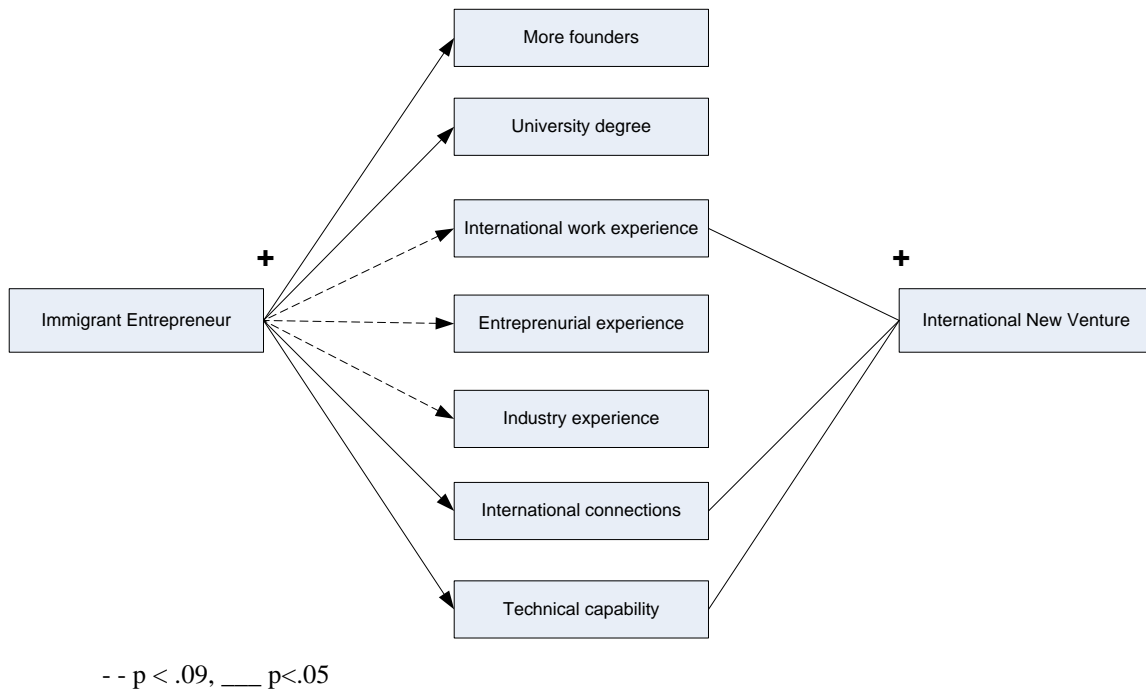 More founders
University degree
International work experience
+
+
Immigrant Entrepreneur
Entreprenurial experience
International New Venture
Industry experience
International connections
Technical capability
- - p < .09, ___ p<.05